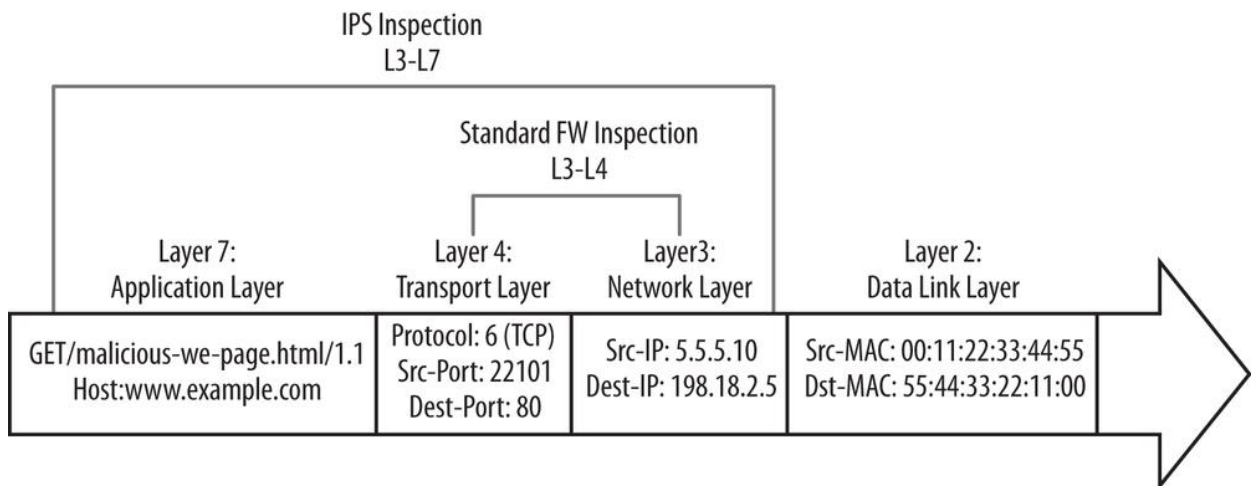 IPS Inspection
L3-L7
Standard FW Inspection
L3-L4
Layer 7:
Application Layer
Layer 4:
Transport Layer
Layer3:
Network Layer
Layer 2:
Data Link Layer
GET/malicious-we-page.html/1.1
Host:www.example.com
Protocol: 6 (TCP)
Src-Port: 22101
Dest-Port: 80
Src-IP: 5.5.5.10
Dest-IP: 198.18.2.5
Src-MAC: 00:11:22:33:44:55
Dst-MAC: 55:44:33:22:11:00